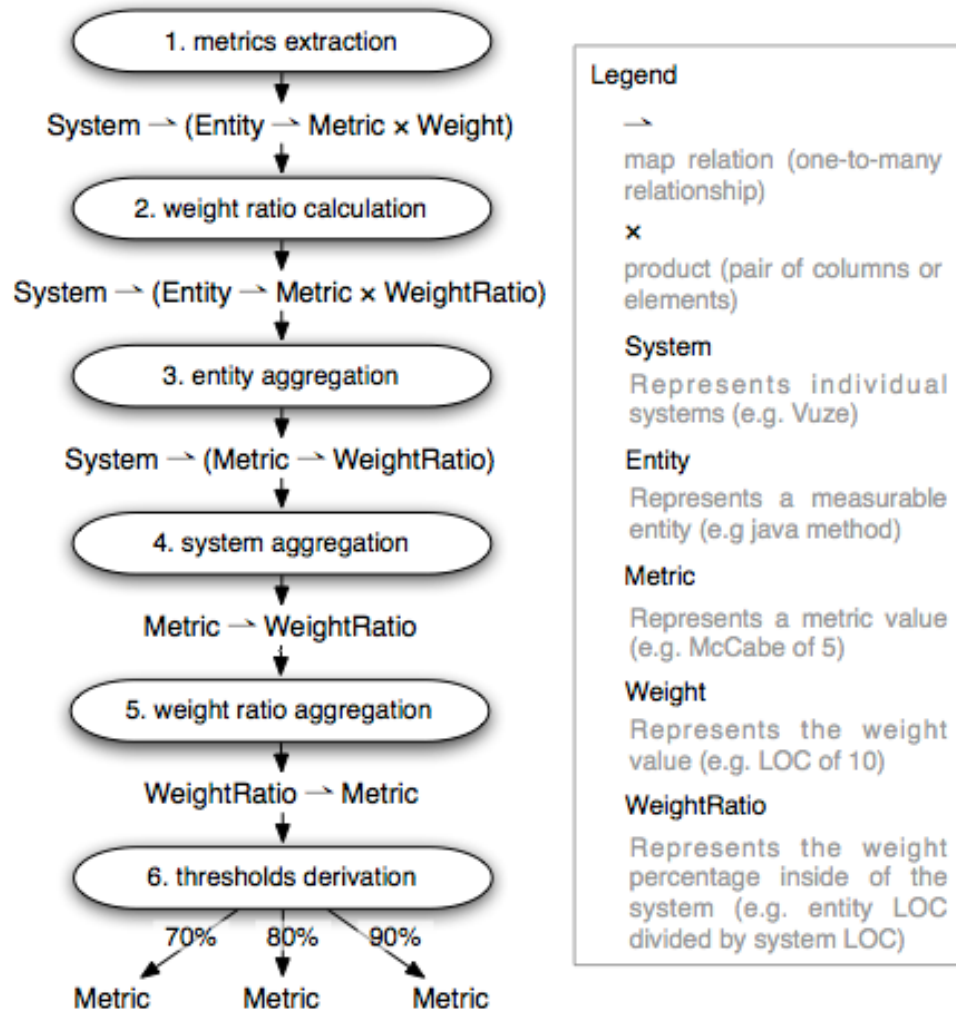 1. metrics extraction
System ⇀ (Entity ⇀ Metric × Weight)
2. weight ratio calculation
System ⇀ (Entity ⇀ Metric × WeightRatio)
3. entity aggregation
System ⇀ (Metric ⇀ WeightRatio)
4. system aggregation
Metric ⇀ WeightRatio
5. weight ratio aggregation
WeightRatio ⇀ Metric
6. thresholds derivation
70% 80% 90%
Metric Metric Metric
Legend
⇀
map relation (one-to-many
relationship)
×
product (pair of columns or
elements)
System
Represents individual
systems (e.g. Vuze)
Entity
Represents a measurable
entity (e.g java method)
Metric
Represents a metric value
(e.g. McCabe of 5)
Weight
Represents the weight
value (e.g. LOC of 10)
WeightRatio
Represents the weight
percentage inside of the
system (e.g. entity LOC
divided by system LOC)